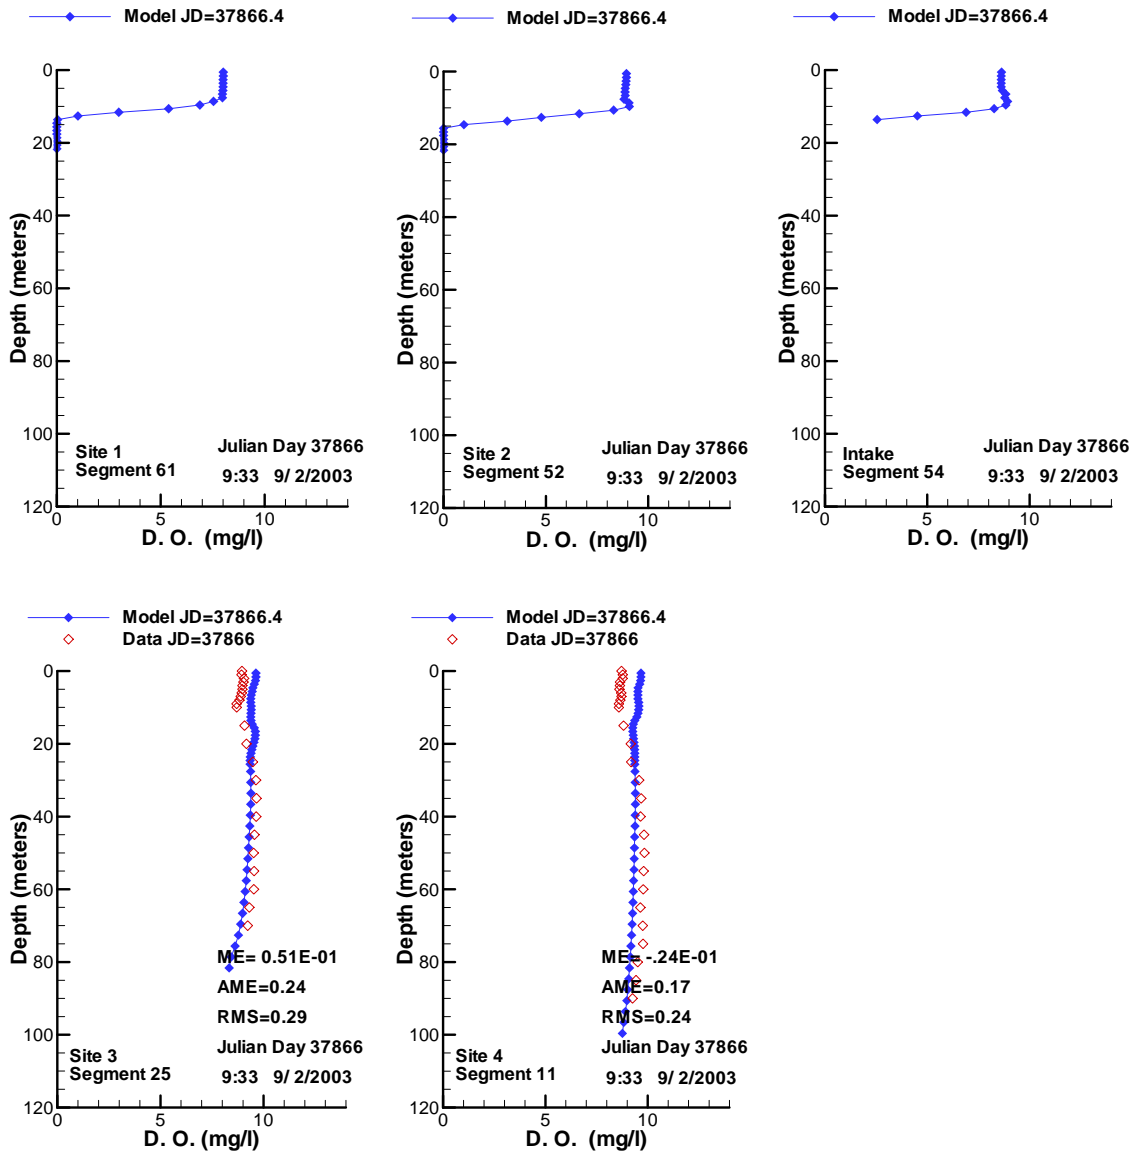 Model JD=37866.4
0
20
40
60
80
100
120
0
5
10
Depth (meters)
D. O. (mg/l)
Site 1
Segment 61
Julian Day 37866
9:33 9/ 2/2003
Model JD=37866.4
0
20
40
60
80
100
120
0
5
10
Depth (meters)
D. O. (mg/l)
Site 2
Segment 52
Julian Day 37866
9:33 9/ 2/2003
Model JD=37866.4
0
20
40
60
80
100
120
0
5
10
Depth (meters)
D. O. (mg/l)
Intake
Segment 54
Julian Day 37866
9:33 9/ 2/2003
Model JD=37866.4
Data JD=37866
0
20
40
60
80
100
120
0
5
10
Depth (meters)
D. O. (mg/l)
ME= 0.51E-01
AME=0.24
RMS=0.29
Site 3
Segment 25
Julian Day 37866
9:33 9/ 2/2003
Model JD=37866.4
Data JD=37866
0
20
40
60
80
100
120
0
5
10
Depth (meters)
D. O. (mg/l)
ME= -.24E-01
AME=0.17
RMS=0.24
Site 4
Segment 11
Julian Day 37866
9:33 9/ 2/2003